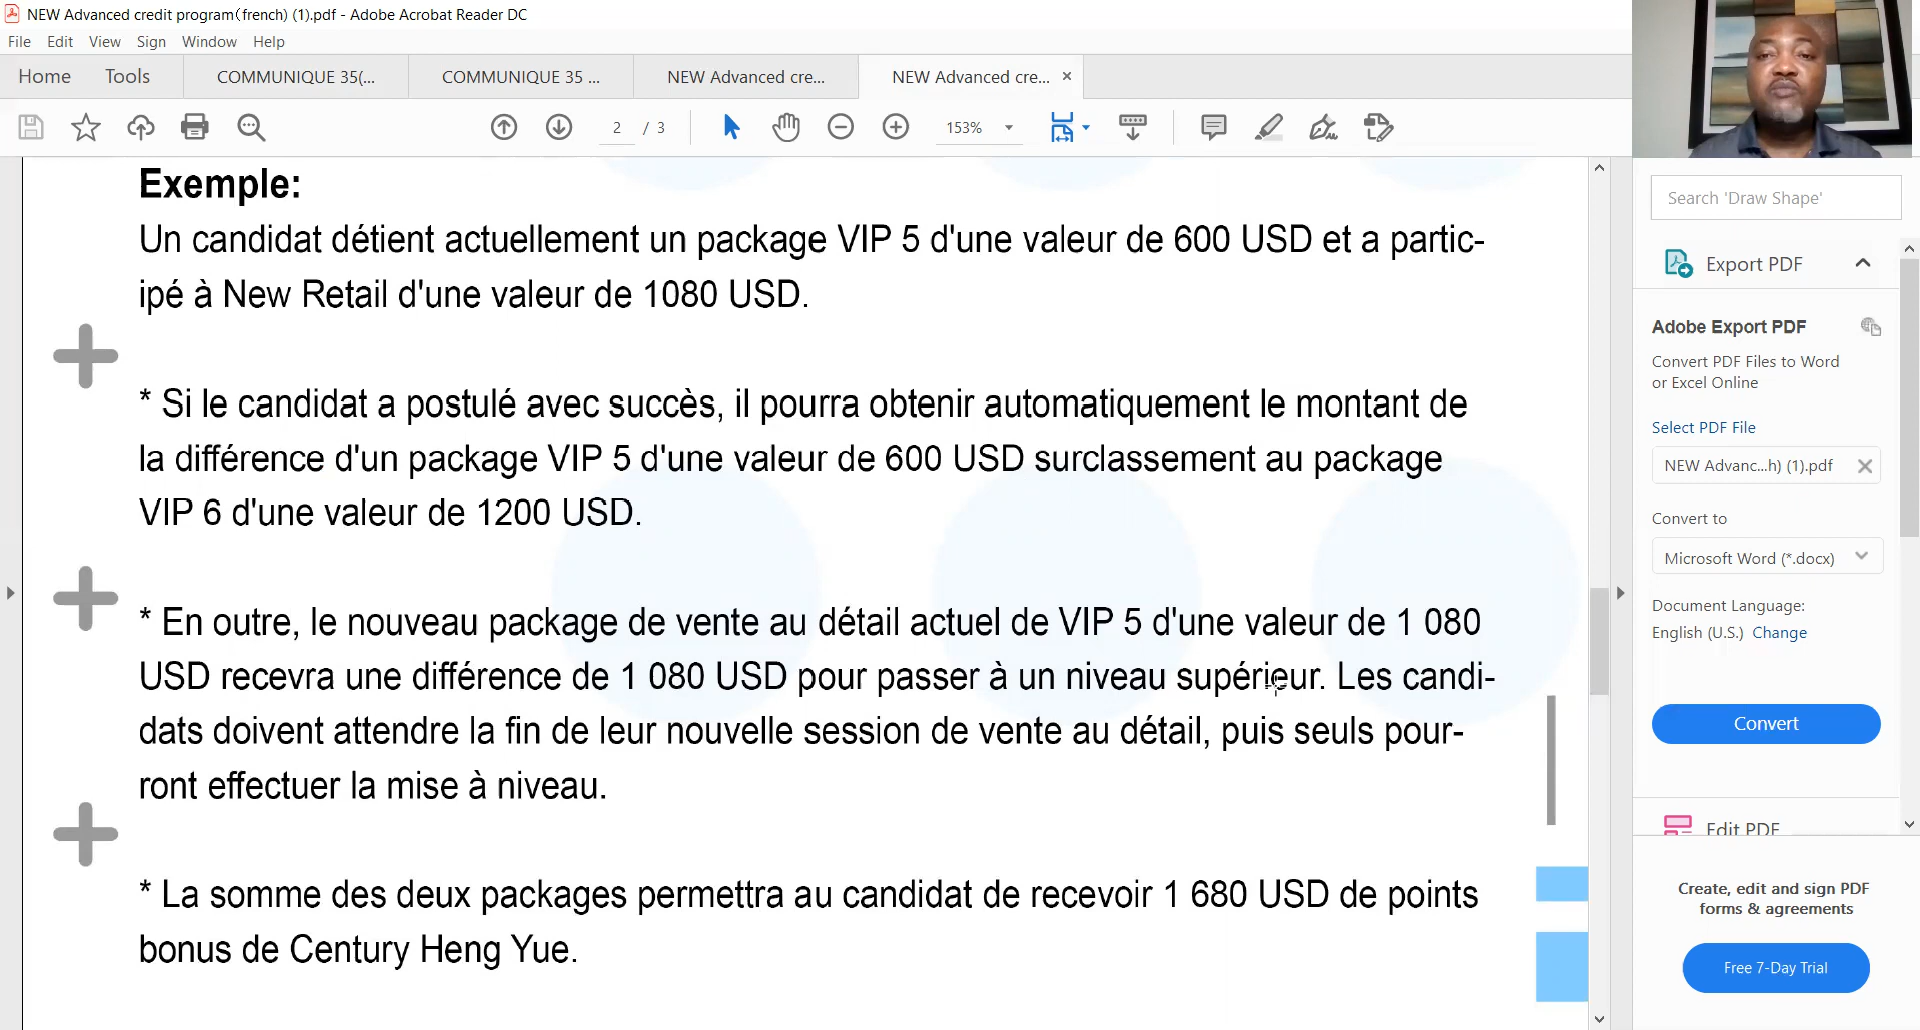 NEW Advanced credit program(french) (1).pdf - Adobe Acrobat Reader DC
File Edit View Sign Window Help
Home Tools COMMUNIQUE 35(... COMMUNIQUE 35 ... NEW Advanced cre... NEW Advanced cre... ×
2 / 3 153%
Exemple:
Un candidat détient actuellement un package VIP 5 d'une valeur de 600 USD et a partic-
ipé à New Retail d'une valeur de 1080 USD.
* Si le candidat a postulé avec succès, il pourra obtenir automatiquement le montant de
la différence d'un package VIP 5 d'une valeur de 600 USD surclassement au package
VIP 6 d'une valeur de 1200 USD.
* En outre, le nouveau package de vente au détail actuel de VIP 5 d'une valeur de 1 080
USD recevra une différence de 1 080 USD pour passer à un niveau supérieur. Les candi-
dats doivent attendre la fin de leur nouvelle session de vente au détail, puis seuls pour-
ront effectuer la mise à niveau.
* La somme des deux packages permettra au candidat de recevoir 1 680 USD de points
bonus de Century Heng Yue.
Search 'Draw Shape'
Export PDF
Adobe Export PDF
Convert PDF Files to Word
or Excel Online
Select PDF File
NEW Advanc...h) (1).pdf
Convert to
Microsoft Word (*.docx)
Document Language:
English (U.S.) Change
Convert
Edit PDF
Create, edit and sign PDF
forms & agreements
Free 7-Day Trial